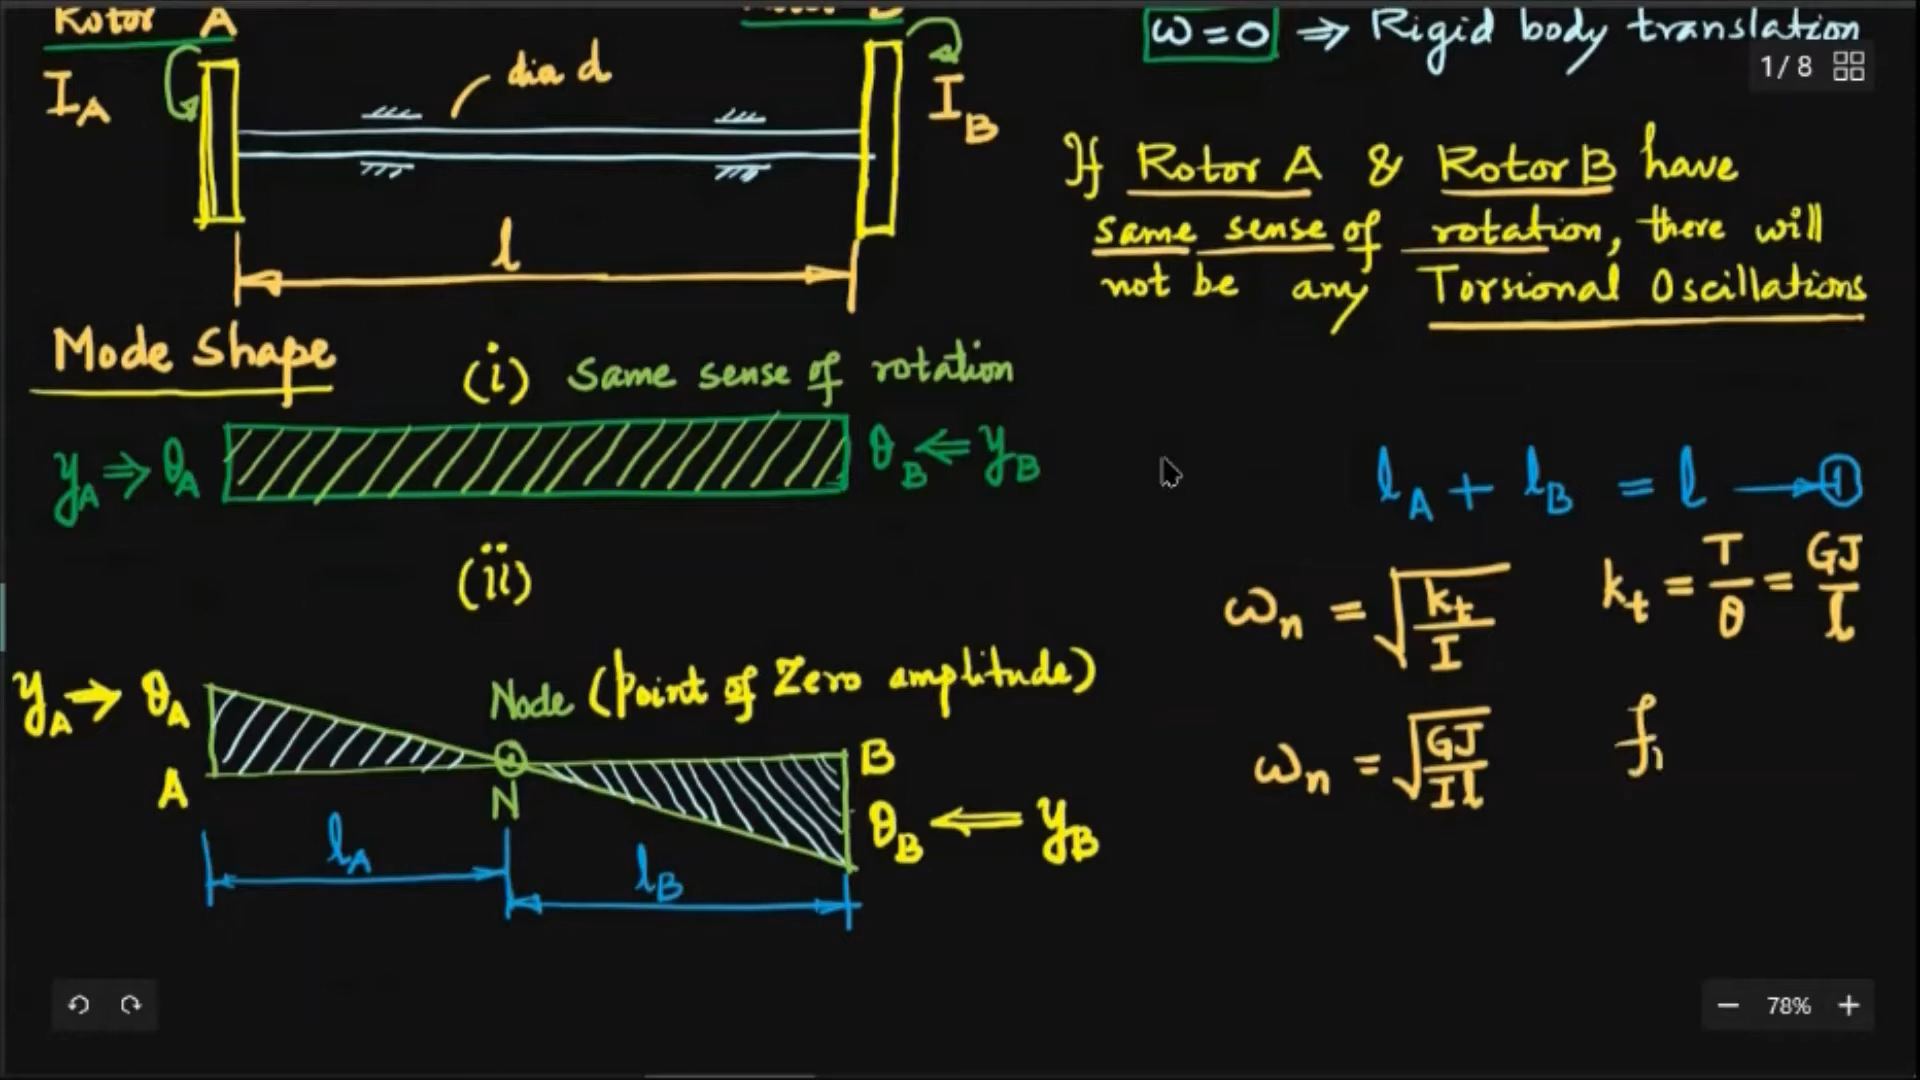 Rotor A
I_A
dia d
I_B
l
Mode Shape
(i) Same sense of rotation
y_A ⇒ θ_A
θ_B ⇐ y_B
(ii)
y_A → θ_A
Node (Point of Zero amplitude)
A
N
B
θ_B ⇐ y_B
l_A
l_B
ω = 0 ⇒ Rigid body translation
1/8
If Rotor A & Rotor B have
same sense of rotation, there will
not be any Torsional Oscillations
l_A + l_B = l → ①
ω_n = √(k_t/I) k_t = T/θ = GJ/l
ω_n = √(GJ/Il) f_1
78%